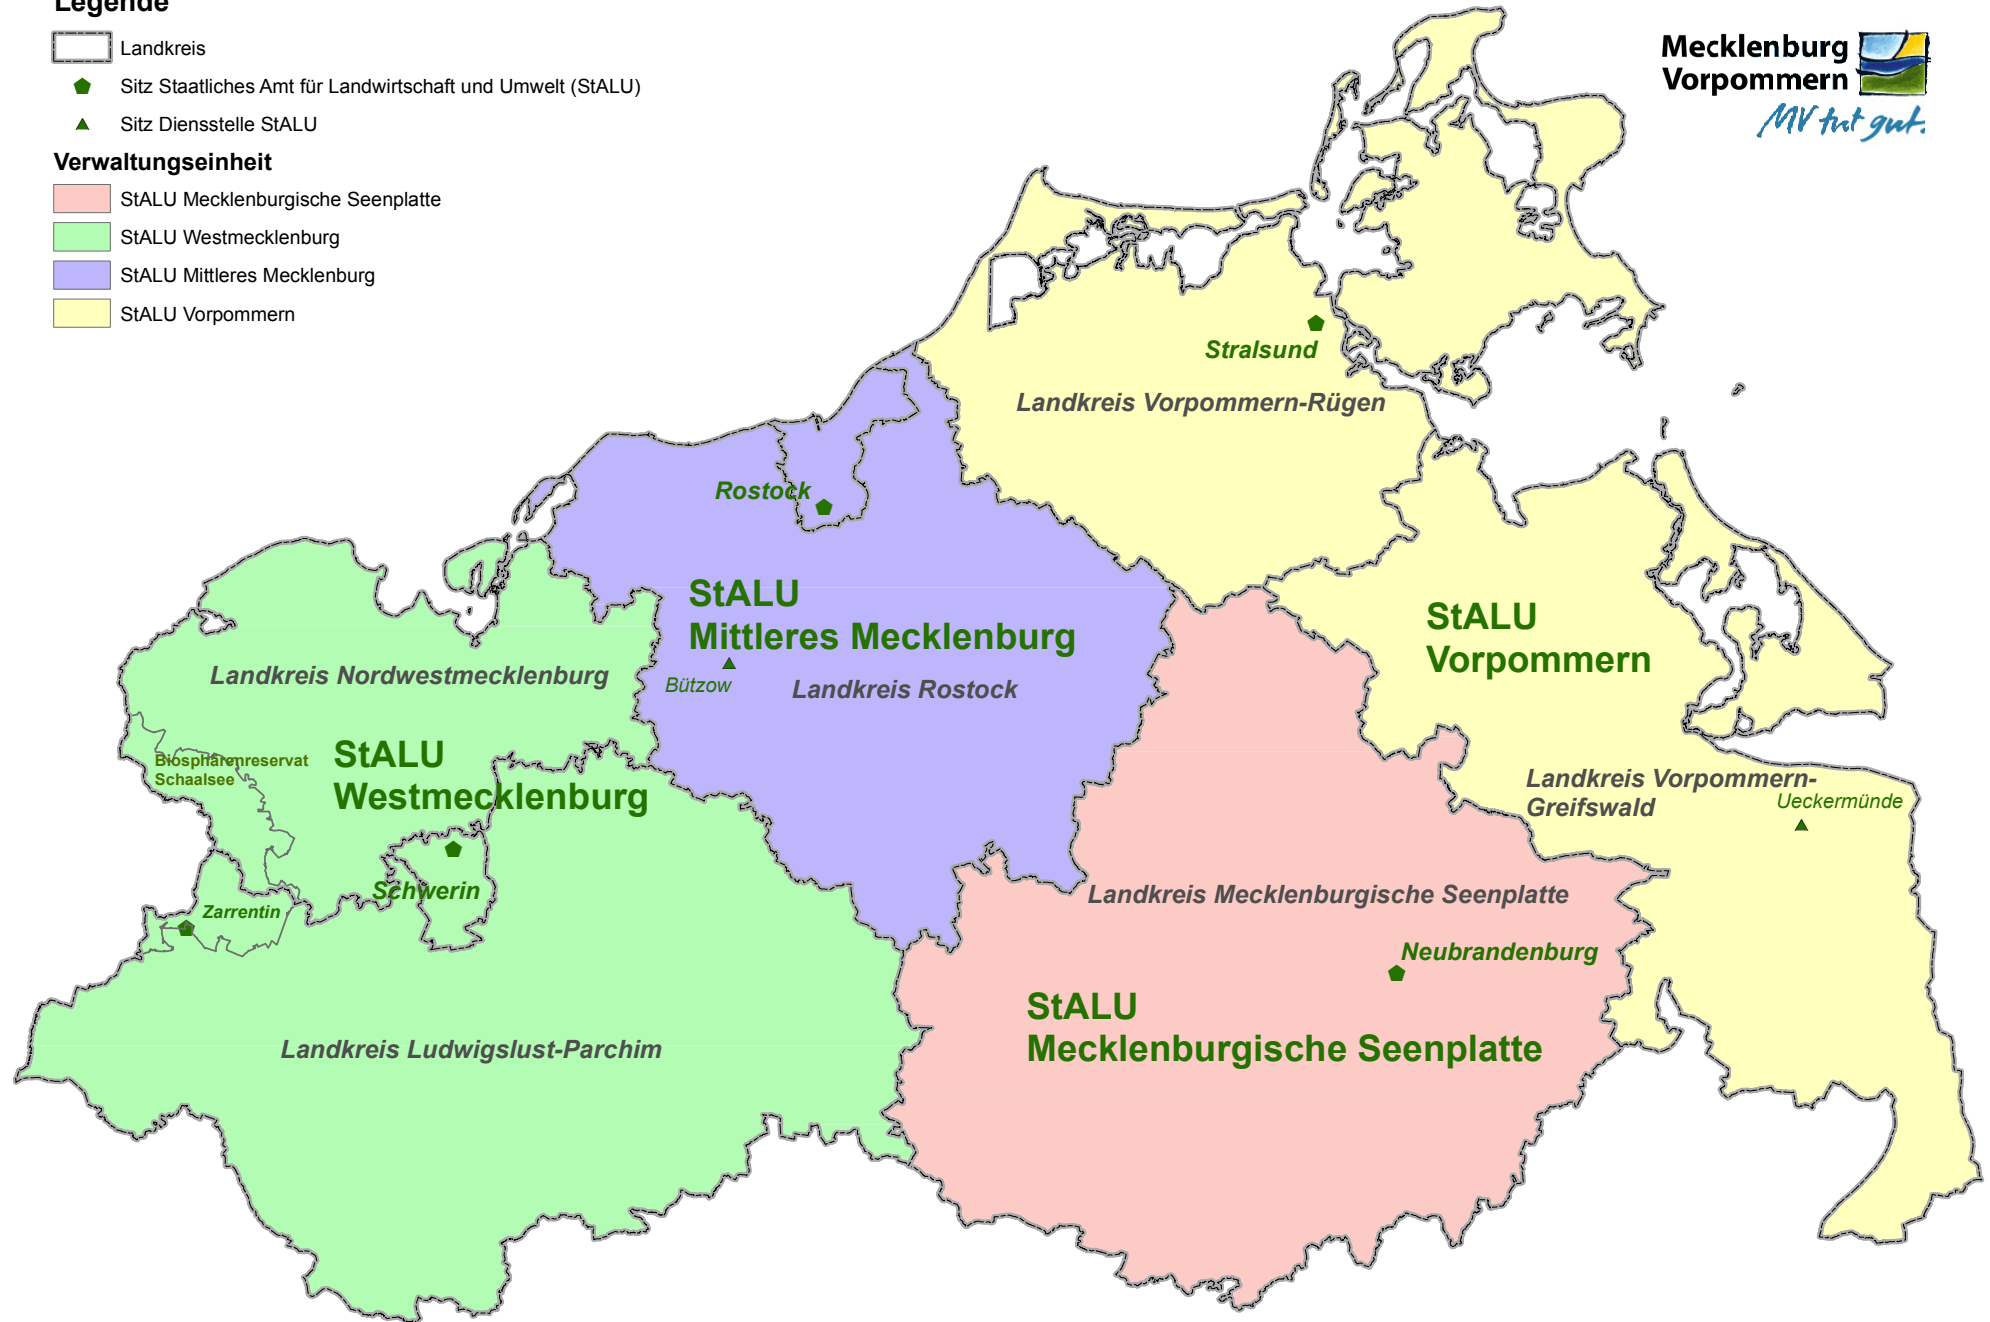 Legende
Landkreis
Sitz Staatliches Amt für Landwirtschaft und Umwelt (StALU)
Sitz Diensstelle StALU
Verwaltungseinheit
StALU Mecklenburgische Seenplatte
StALU Westmecklenburg
StALU Mittleres Mecklenburg
StALU Vorpommern
Mecklenburg
Vorpommern
MV tut gut.
Stralsund
Landkreis Vorpommern-Rügen
Rostock
StALU
Mittleres Mecklenburg
Bützow
Landkreis Rostock
StALU
Vorpommern
Landkreis Nordwestmecklenburg
Biosphärenreservat
Schaalsee
StALU
Westmecklenburg
Landkreis Vorpommern-
Greifswald
Ueckermünde
Schwerin
Zarrentin
Landkreis Mecklenburgische Seenplatte
Neubrandenburg
StALU
Mecklenburgische Seenplatte
Landkreis Ludwigslust-Parchim